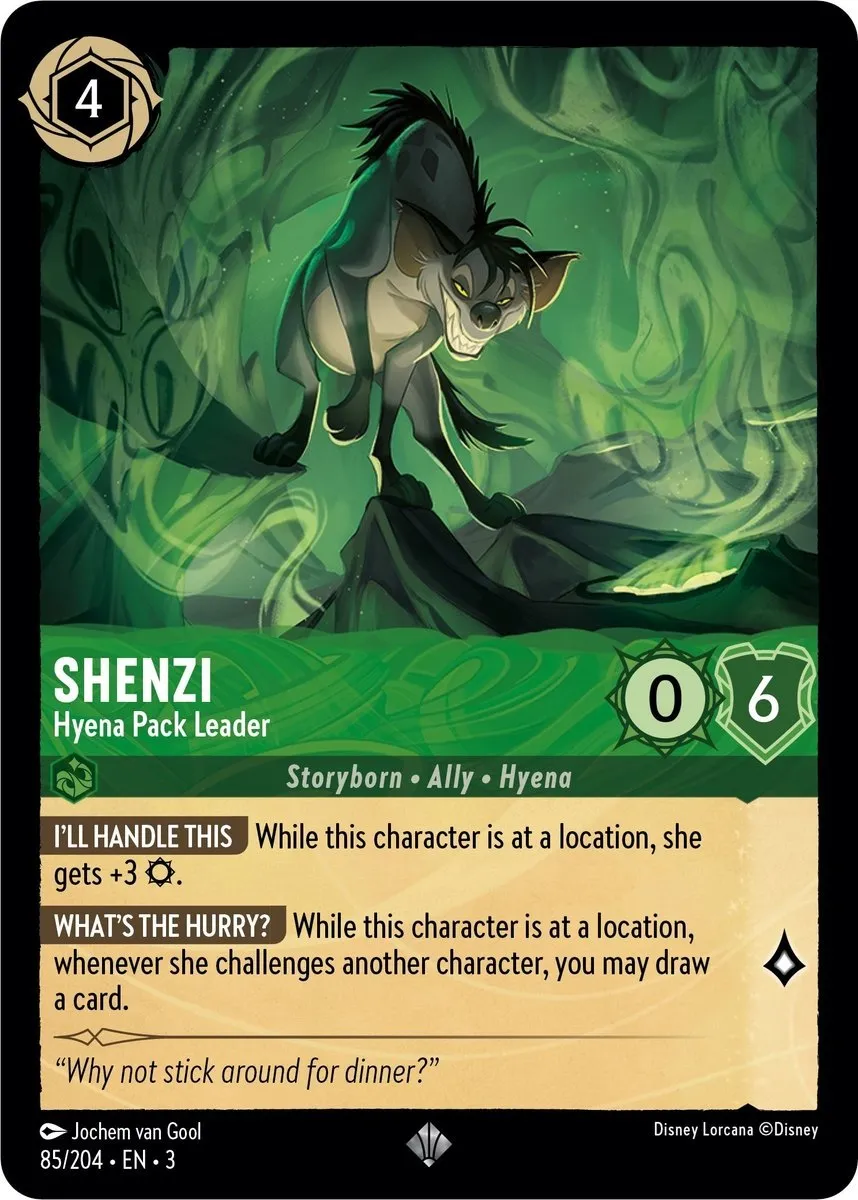 4
SHENZI
Hyena Pack Leader
0
6
Storyborn • Ally • Hyena
I'LL HANDLE THIS While this character is at a location, she
gets +3 .
WHAT'S THE HURRY? While this character is at a location,
whenever she challenges another character, you may draw
a card.
“Why not stick around for dinner?”
Jochem van Gool
Disney Lorcana ©Disney
85/204 • EN • 3